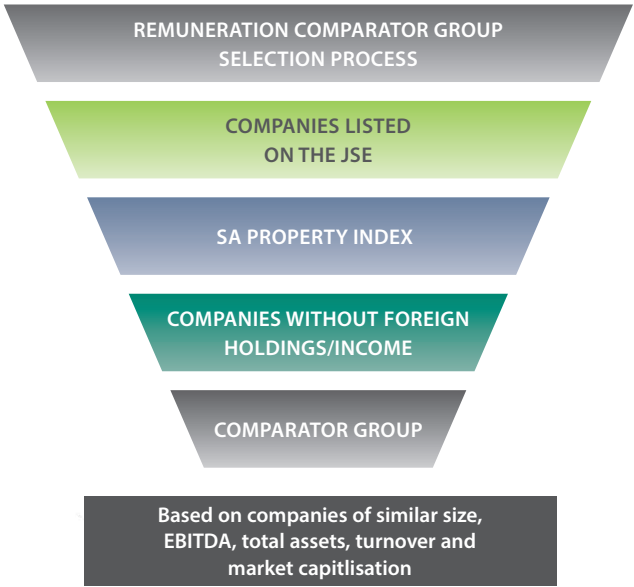 REMUNERATION COMPARATOR GROUP
SELECTION PROCESS
COMPANIES LISTED
ON THE JSE
SA PROPERTY INDEX
COMPANIES WITHOUT FOREIGN
HOLDINGS/INCOME
COMPARATOR GROUP
Based on companies of similar size,
EBITDA, total assets, turnover and
market capitlisation